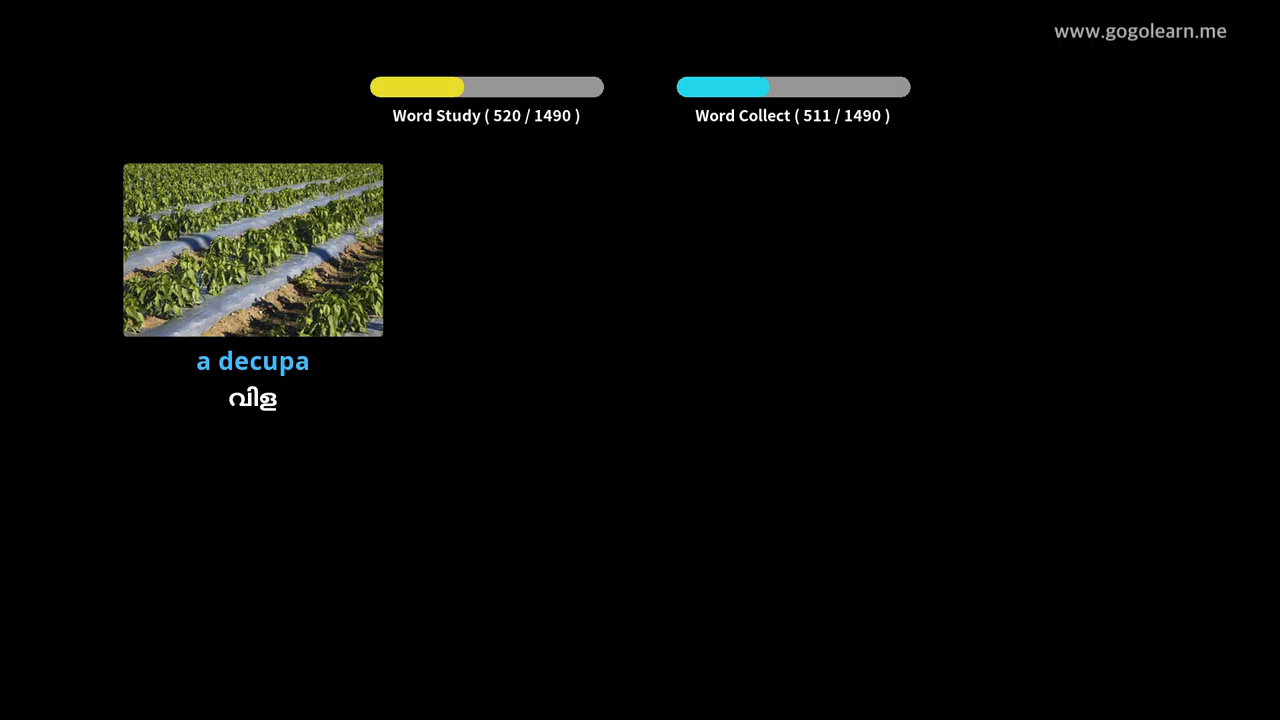 www.gogolearn.me
Word Study ( 520 / 1490 )
Word Collect ( 511 / 1490 )
a decupa
വിള